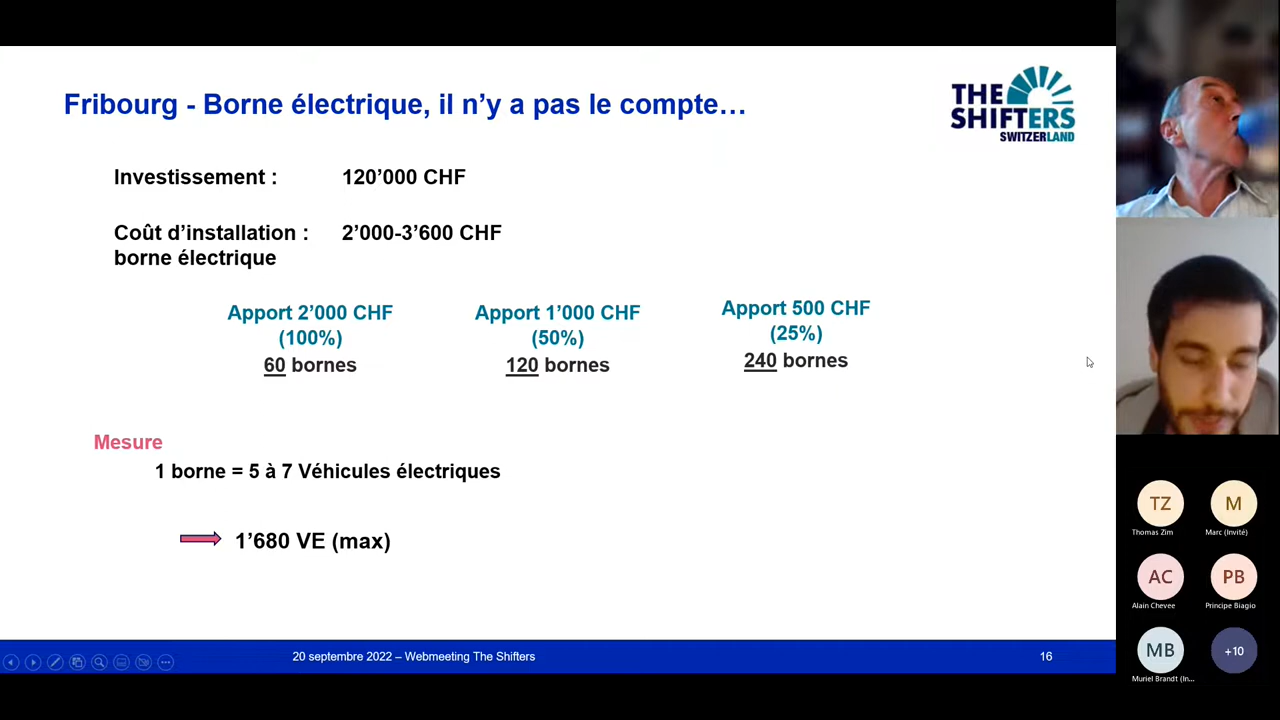 Fribourg - Borne électrique, il n’y a pas le compte…
THE
SHIFTERS
SWITZERLAND
Investissement : 120’000 CHF
Coût d’installation : 2’000-3’600 CHF
borne électrique
Apport 2’000 CHF
(100%)
60 bornes
Apport 1’000 CHF
(50%)
120 bornes
Apport 500 CHF
(25%)
240 bornes
Mesure
1 borne = 5 à 7 Véhicules électriques
1’680 VE (max)
20 septembre 2022 – Webmeeting The Shifters
16
TZ
Thomas Zim
M
Marc (Invité)
AC
Alain Chevee
PB
Principe Biagio
MB
Muriel Brandt (In...
+10